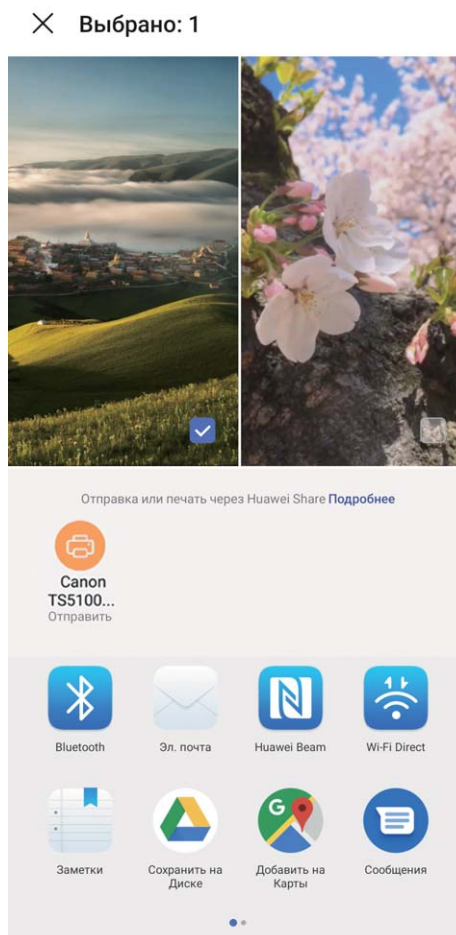 Выбрано: 1
Отправка или печать через Huawei Share Подробнее
Canon
TS5100...
Отправить
Bluetooth
Эл. почта
Huawei Beam
Wi-Fi Direct
Заметки
Сохранить на
Диске
G
Добавить на
Карты
Сообщения